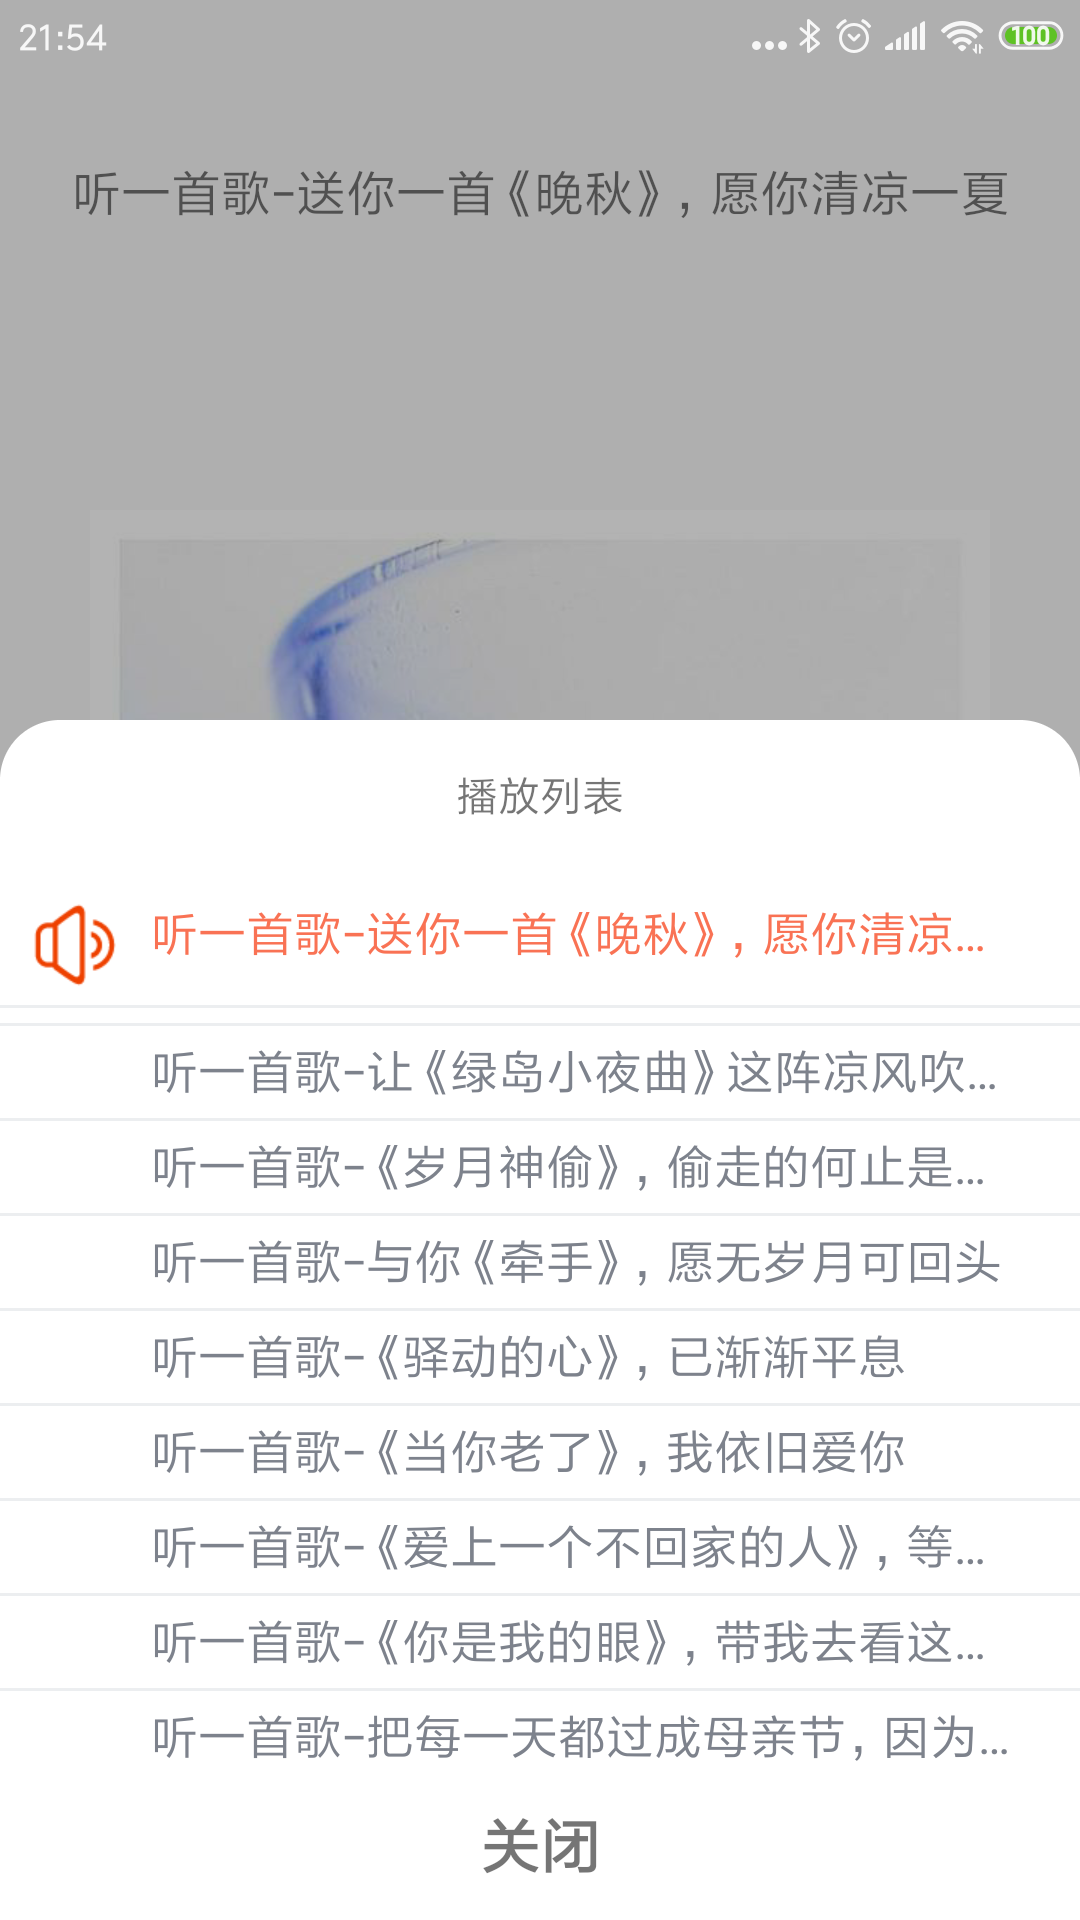 21:54
100
听一首歌-送你一首《晚秋》, 愿你清凉一夏
播放列表
听一首歌-送你一首《晚秋》, 愿你清凉...
听一首歌-让《绿岛小夜曲》这阵凉风吹...
听一首歌-《岁月神偷》, 偷走的何止是...
听一首歌-与你《牵手》, 愿无岁月可回头
听一首歌-《驿动的心》, 已渐渐平息
听一首歌-《当你老了》, 我依旧爱你
听一首歌-《爱上一个不回家的人》, 等...
听一首歌-《你是我的眼》, 带我去看这...
听一首歌-把每一天都过成母亲节, 因为...
关闭